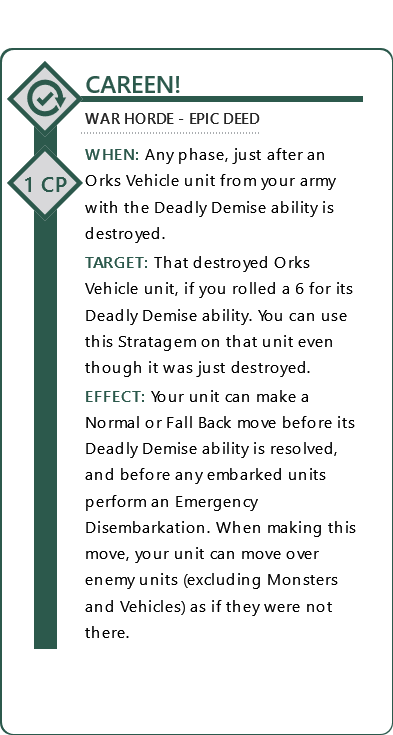 CAREEN!
WAR HORDE - EPIC DEED
1 CP
WHEN: Any phase, just after an
Orks Vehicle unit from your army
with the Deadly Demise ability is
destroyed.
TARGET: That destroyed Orks
Vehicle unit, if you rolled a 6 for its
Deadly Demise ability. You can use
this Stratagem on that unit even
though it was just destroyed.
EFFECT: Your unit can make a
Normal or Fall Back move before its
Deadly Demise ability is resolved,
and before any embarked units
perform an Emergency
Disembarkation. When making this
move, your unit can move over
enemy units (excluding Monsters
and Vehicles) as if they were not
there.